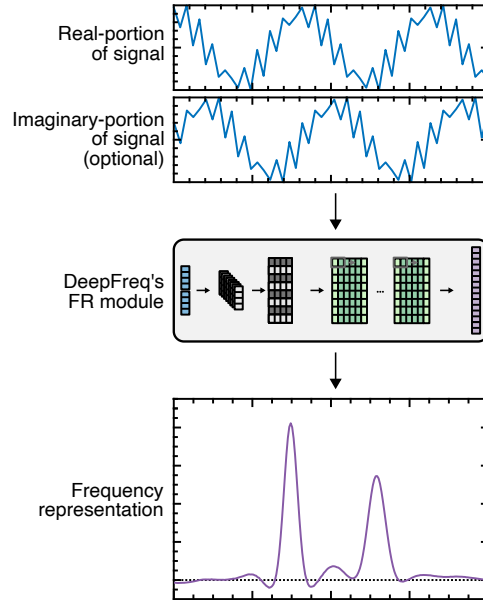 Real-portion
of signal
Imaginary-portion
of signal
(optional)
DeepFreq's
FR module
...
Frequency
representation